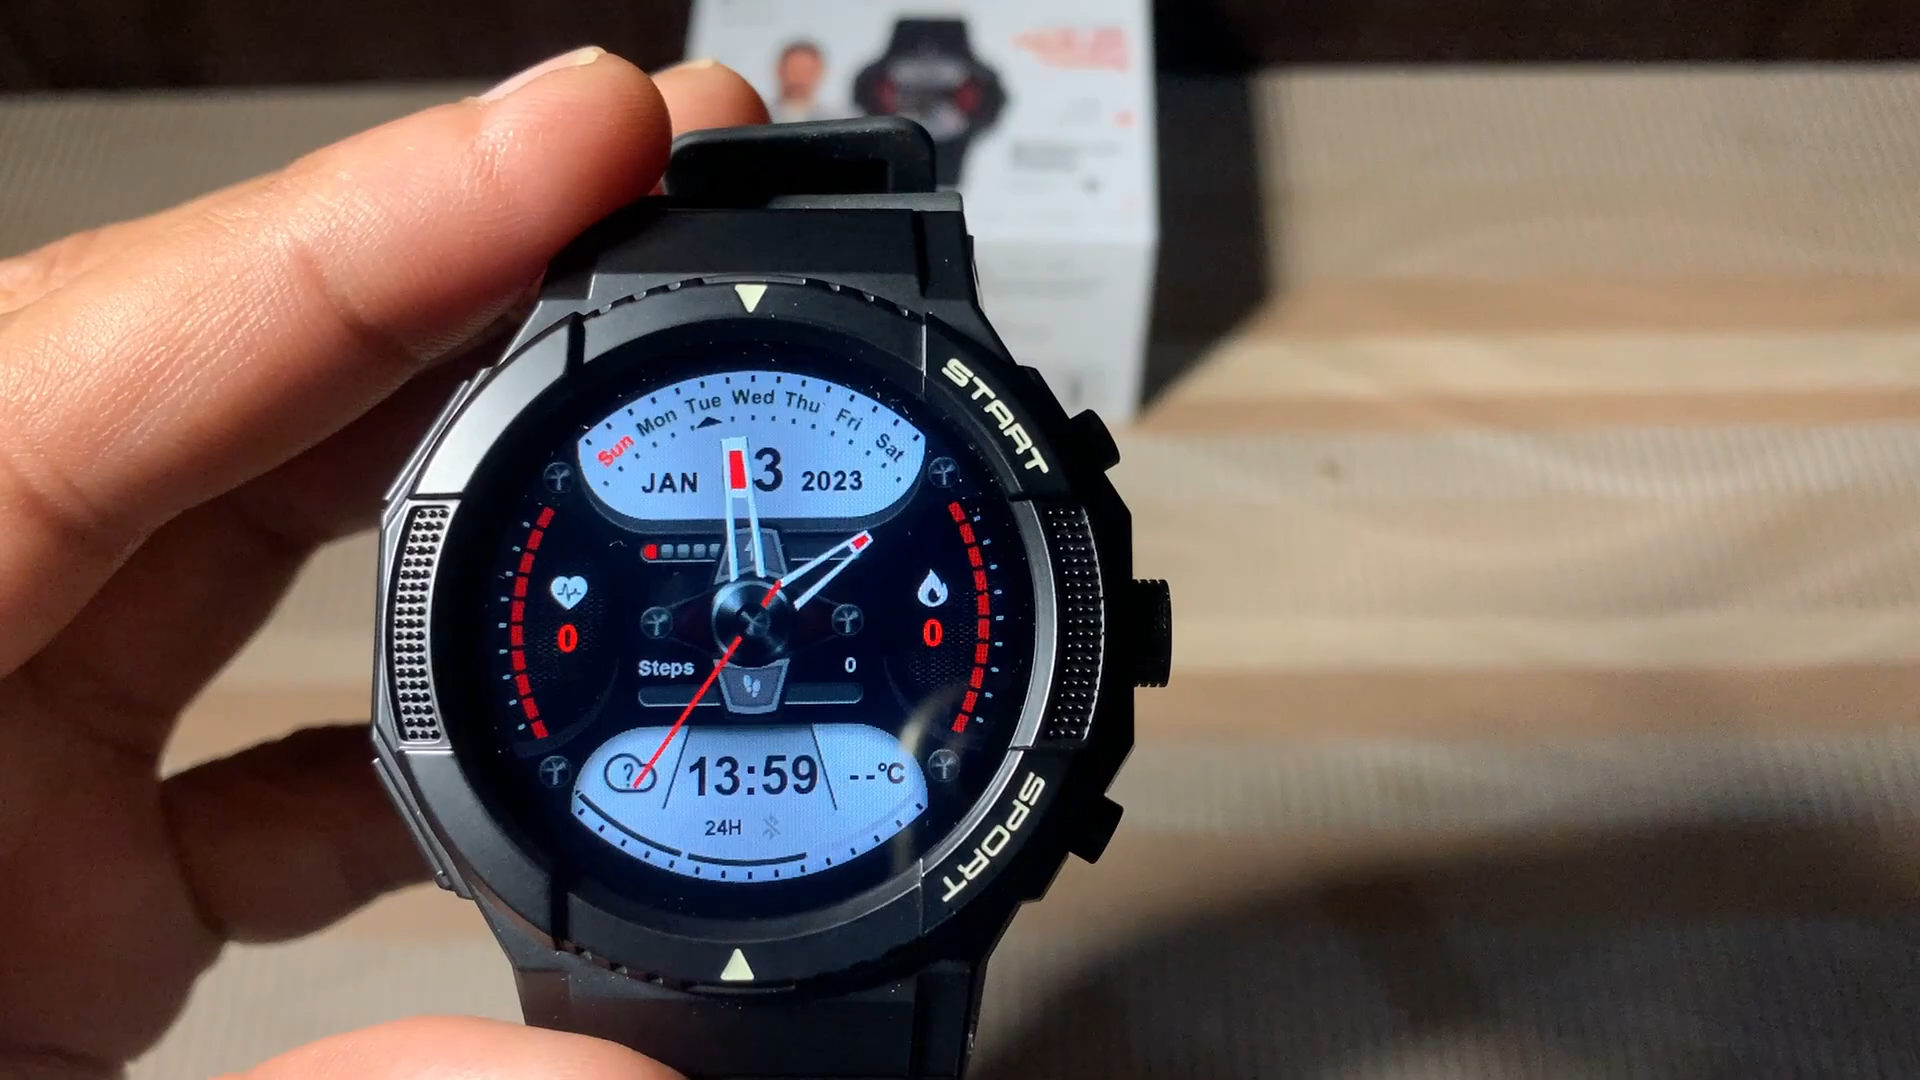 Sun Mon Tue Wed Thu Fri Sat
JAN 3 2023
START
0
0
Steps 0
? 13:59 --°C
24H
SPORT